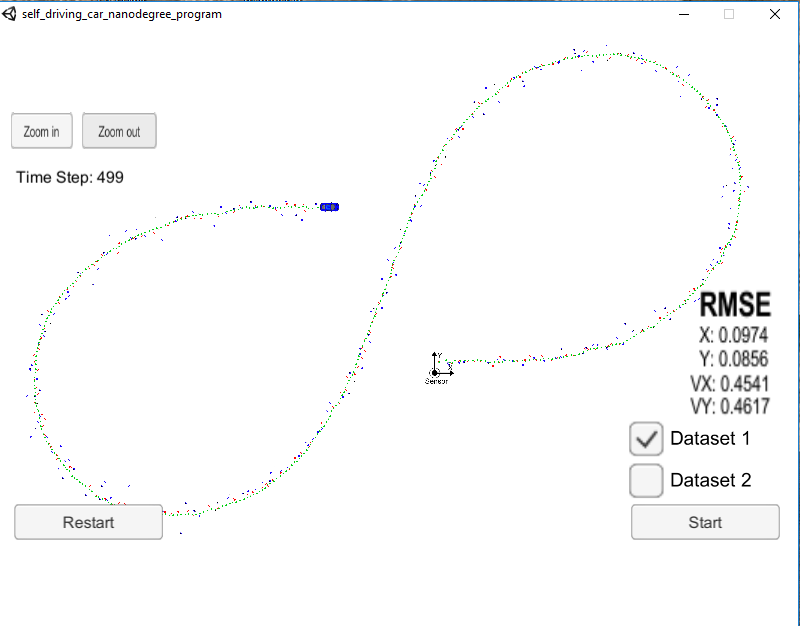 self_driving_car_nanodegree_program
Zoom in
Zoom out
Time Step: 499
RMSE
X: 0.0974
Y: 0.0856
VX: 0.4541
VY: 0.4617
Y
X
Sensor
Dataset 1
Dataset 2
Restart
Start